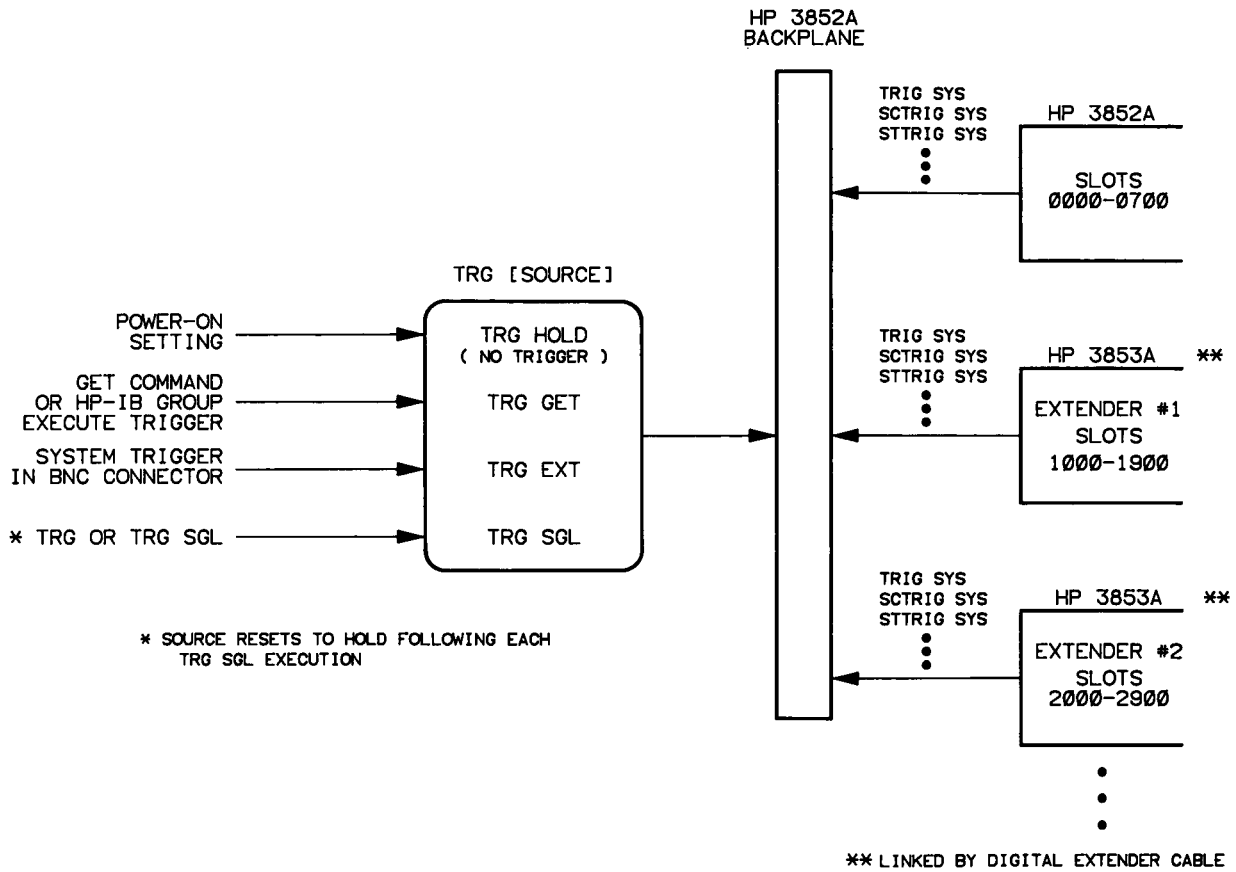 HP 3852A
BACKPLANE
TRIG SYS
SCTRIG SYS
STTRIG SYS
HP 3852A
SLOTS
0000-0700
TRG [SOURCE]
POWER-ON
SETTING
TRG HOLD
( NO TRIGGER )
GET COMMAND
OR HP-IB GROUP
EXECUTE TRIGGER
TRG GET
SYSTEM TRIGGER
IN BNC CONNECTOR
TRG EXT
* TRG OR TRG SGL
TRG SGL
* SOURCE RESETS TO HOLD FOLLOWING EACH
TRG SGL EXECUTION
TRIG SYS
SCTRIG SYS
STTRIG SYS
HP 3853A **
EXTENDER #1
SLOTS
1000-1900
TRIG SYS
SCTRIG SYS
STTRIG SYS
HP 3853A **
EXTENDER #2
SLOTS
2000-2900
** LINKED BY DIGITAL EXTENDER CABLE